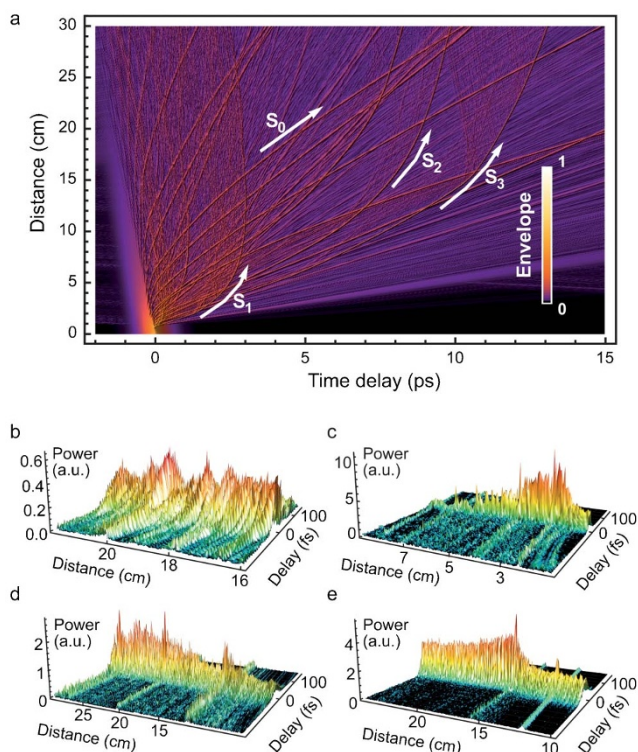 a
30
25
20
15
10
5
0
Distance (cm)
S0
S1
S2
S3
Envelope
1
0
0
5
10
15
Time delay (ps)
b
Power
(a.u.)
0.6
0.4
0.2
0.0
20
18
16
Distance (cm)
100
0
Delay (fs)
c
Power
(a.u.)
10
5
0
7
5
3
Distance (cm)
100
0
Delay (fs)
d
Power
(a.u.)
2
1
0
25
20
15
Distance (cm)
100
0
Delay (fs)
e
Power
(a.u.)
4
2
0
20
15
10
Distance (cm)
100
0
Delay (fs)